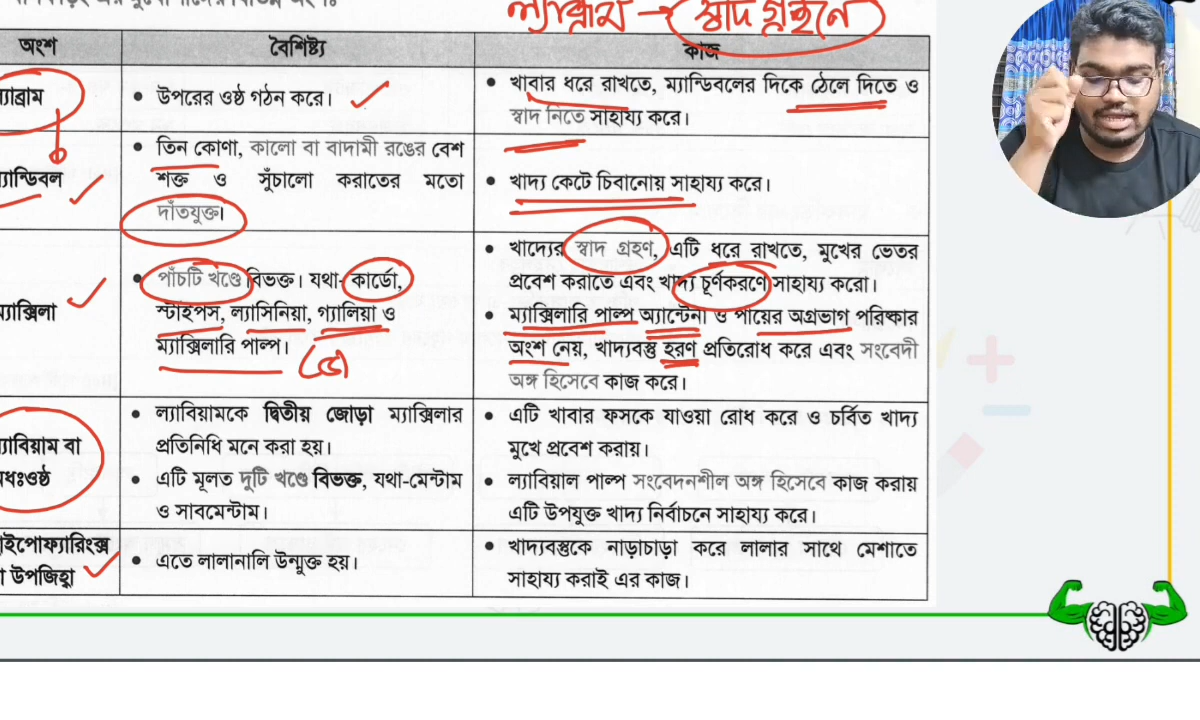 ল্যাব্রাম → স্বাদ গ্রহণে
অংশ
বৈশিষ্ট্য
কাজ
্যাব্রাম
• উপরের ওষ্ঠ গঠন করে।
• খাবার ধরে রাখতে, ম্যান্ডিবলের দিকে ঠেলে দিতে ও
স্বাদ নিতে সাহায্য করে।
্যান্ডিবল
• তিন কোণা, কালো বা বাদামী রঙের বেশ
শক্ত ও সুঁচালো করাতের মতো
দাঁতযুক্ত।
• খাদ্য কেটে চিবানোয় সাহায্য করে।
্যাক্সিলা
• পাঁচটি খণ্ডে বিভক্ত। যথা- কার্ডো,
স্টাইপস, ল্যাসিনিয়া, গ্যালিয়া ও
ম্যাক্সিলারি পাল্প।
(৫)
• খাদ্যের স্বাদ গ্রহণ, এটি ধরে রাখতে, মুখের ভেতর
প্রবেশ করাতে এবং খাদ্য চূর্ণকরণে সাহায্য করো।
• ম্যাক্সিলারি পাল্প অ্যান্টেনা ও পায়ের অগ্রভাগ পরিষ্কার
অংশ নেয়, খাদ্যবস্তু হরণ প্রতিরোধ করে এবং সংবেদী
অঙ্গ হিসেবে কাজ করে।
্যাবিয়াম বা
ধঃওষ্ঠ
• ল্যাবিয়ামকে দ্বিতীয় জোড়া ম্যাক্সিলার
প্রতিনিধি মনে করা হয়।
• এটি মূলত দুটি খণ্ডে বিভক্ত, যথা-মেন্টাম
ও সাবমেন্টাম।
• এটি খাবার ফসকে যাওয়া রোধ করে ও চর্বিত খাদ্য
মুখে প্রবেশ করায়।
• ল্যাবিয়াল পাল্প সংবেদনশীল অঙ্গ হিসেবে কাজ করায়
এটি উপযুক্ত খাদ্য নির্বাচনে সাহায্য করে।
াইপোফ্যারিংক্স
া উপজিহ্বা
• এতে লালানালি উন্মুক্ত হয়।
• খাদ্যবস্তুকে নাড়াচাড়া করে লালার সাথে মেশাতে
সাহায্য করাই এর কাজ।